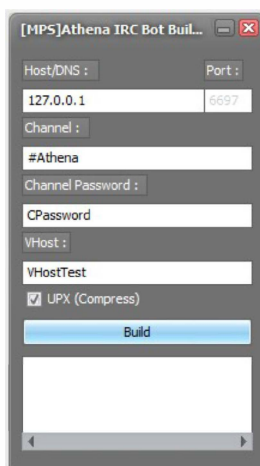 [MPS]Athena IRC Bot Buil...
Host/DNS : Port :
127.0.0.1 6697
Channel :
#Athena
Channel Password :
CPassword
VHost :
VHostTest
UPX (Compress)
Build